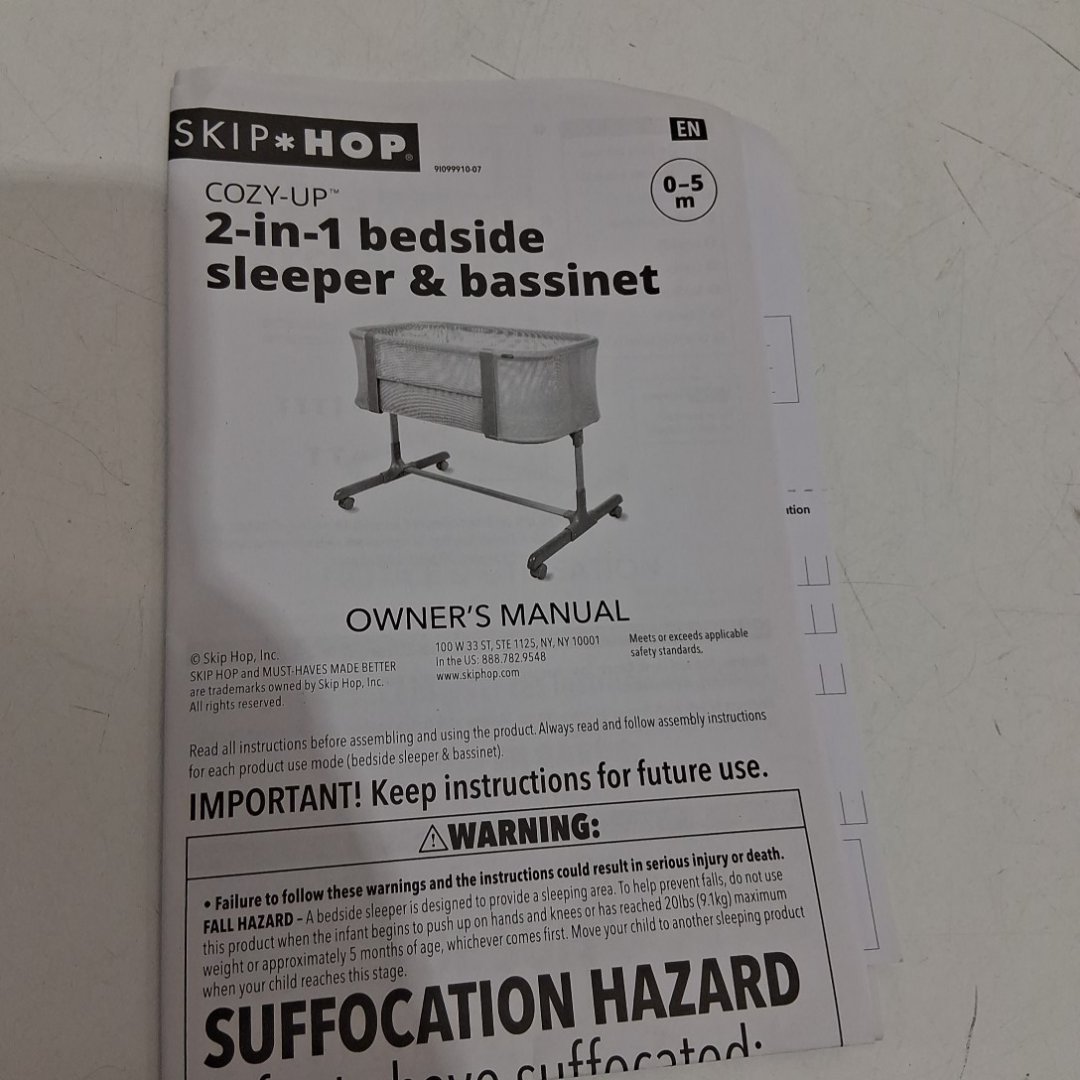 SKIP*HOP®
EN
91099910-07
0–5
m
COZY-UP™
2-in-1 bedside
sleeper & bassinet
ition
OWNER'S MANUAL
© Skip Hop, Inc.
SKIP HOP and MUST-HAVES MADE BETTER
are trademarks owned by Skip Hop, Inc.
All rights reserved.
100 W 33 ST, STE 1125, NY, NY 10001
In the US: 888.782.9548
www.skiphop.com
Meets or exceeds applicable
safety standards.
Read all instructions before assembling and using the product. Always read and follow assembly instructions
for each product use mode (bedside sleeper & bassinet).
IMPORTANT! Keep instructions for future use.
⚠WARNING:
• Failure to follow these warnings and the instructions could result in serious injury or death.
FALL HAZARD – A bedside sleeper is designed to provide a sleeping area. To help prevent falls, do not use
this product when the infant begins to push up on hands and knees or has reached 20lbs (9.1kg) maximum
weight or approximately 5 months of age, whichever comes first. Move your child to another sleeping product
when your child reaches this stage.
SUFFOCATION HAZARD
have suffocated: